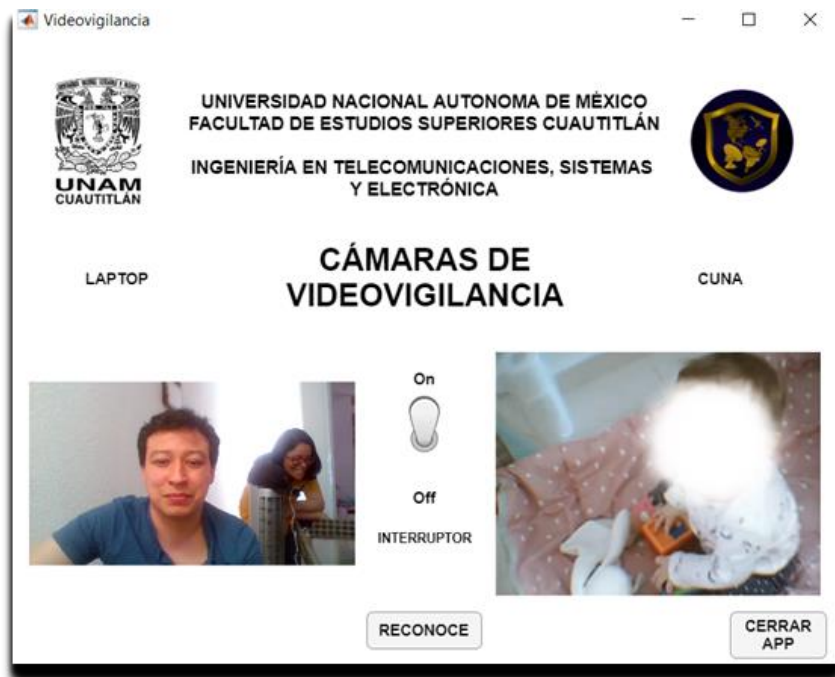 Videovigilancia
UNIVERSIDAD NACIONAL AUTONOMA DE MÉXICO
FACULTAD DE ESTUDIOS SUPERIORES CUAUTITLÁN
INGENIERÍA EN TELECOMUNICACIONES, SISTEMAS
Y ELECTRÓNICA
UNAM
CUAUTITLÁN
LAPTOP
CÁMARAS DE
VIDEOVIGILANCIA
CUNA
On
Off
INTERRUPTOR
RECONOCE
CERRAR
APP